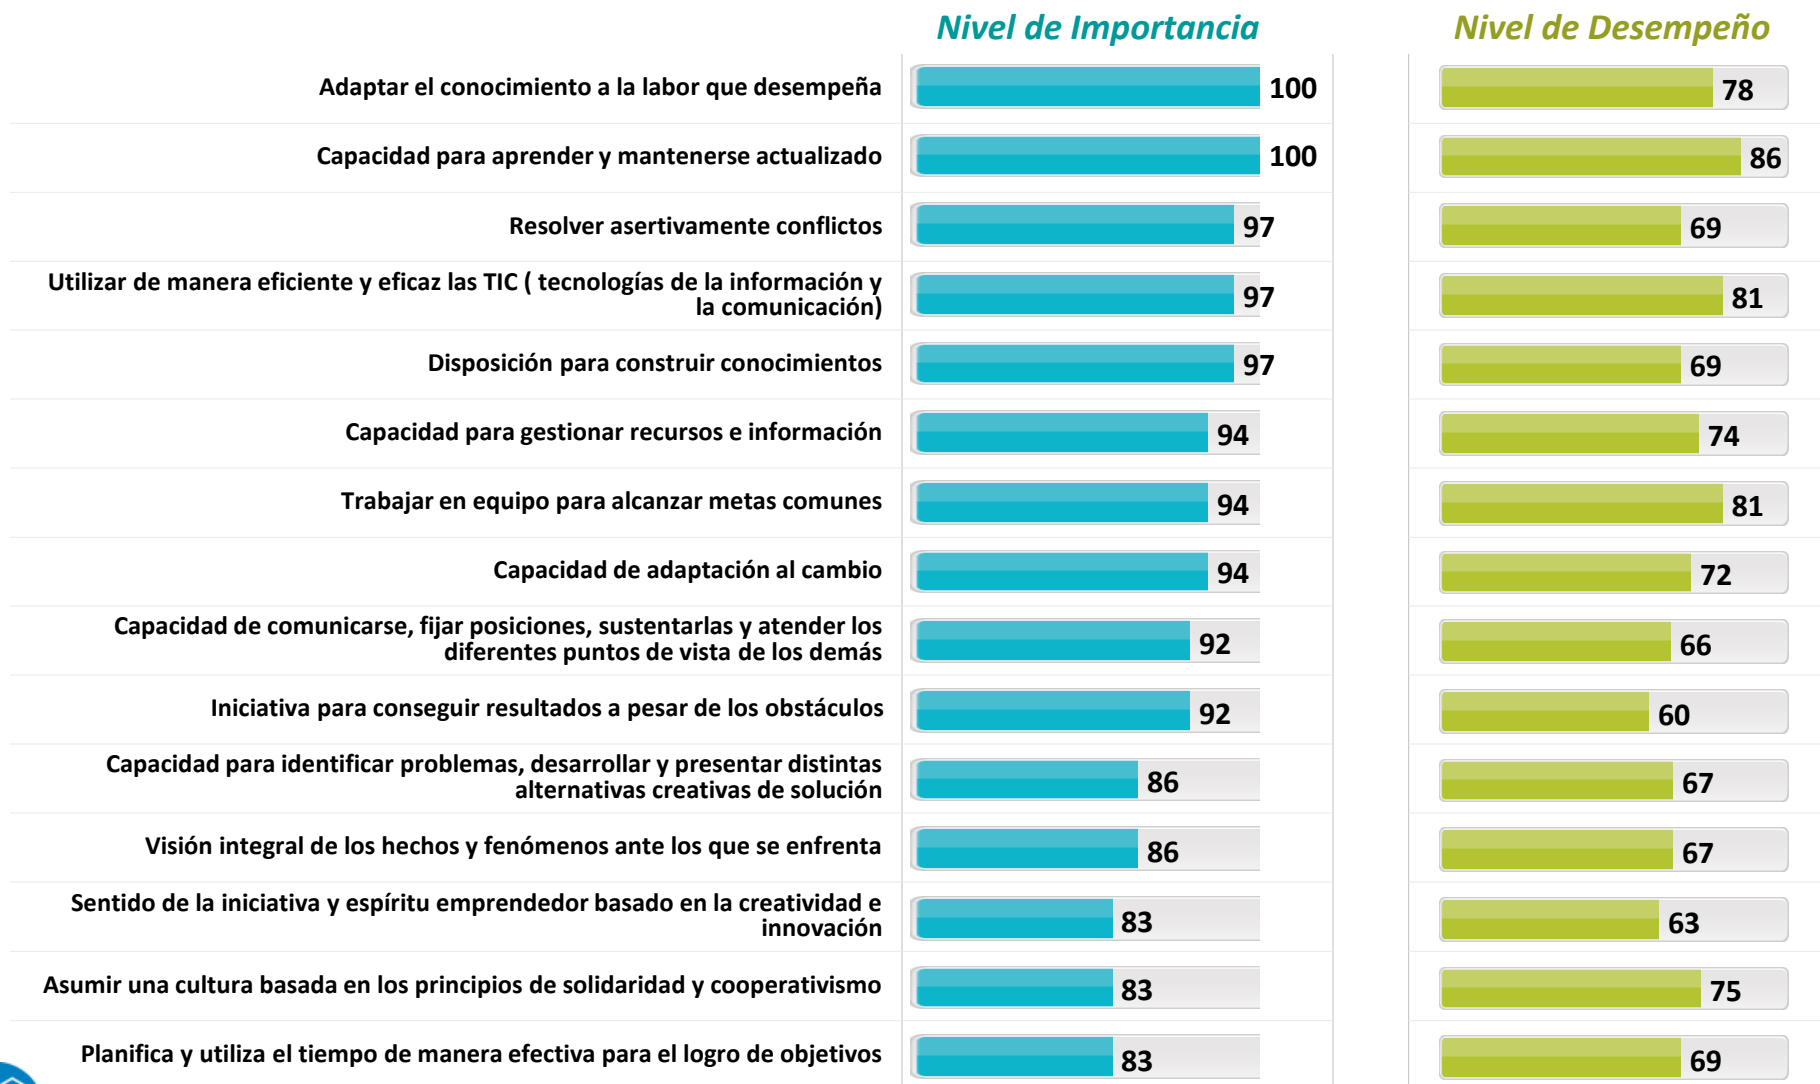 Nivel de Importancia Nivel de Desempeño
Adaptar el conocimiento a la labor que desempeña 100 78
Capacidad para aprender y mantenerse actualizado 100 86
Resolver asertivamente conflictos 97 69
Utilizar de manera eficiente y eficaz las TIC ( tecnologías de la información y
la comunicación) 97 81
Disposición para construir conocimientos 97 69
Capacidad para gestionar recursos e información 94 74
Trabajar en equipo para alcanzar metas comunes 94 81
Capacidad de adaptación al cambio 94 72
Capacidad de comunicarse, fijar posiciones, sustentarlas y atender los
diferentes puntos de vista de los demás 92 66
Iniciativa para conseguir resultados a pesar de los obstáculos 92 60
Capacidad para identificar problemas, desarrollar y presentar distintas
alternativas creativas de solución 86 67
Visión integral de los hechos y fenómenos ante los que se enfrenta 86 67
Sentido de la iniciativa y espíritu emprendedor basado en la creatividad e
innovación 83 63
Asumir una cultura basada en los principios de solidaridad y cooperativismo 83 75
Planifica y utiliza el tiempo de manera efectiva para el logro de objetivos 83 69